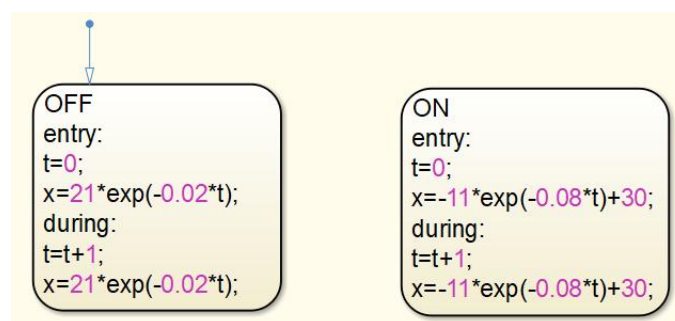 OFF
entry:
t=0;
x=21*exp(-0.02*t);
during:
t=t+1;
x=21*exp(-0.02*t);
ON
entry:
t=0;
x=-11*exp(-0.08*t)+30;
during:
t=t+1;
x=-11*exp(-0.08*t)+30;